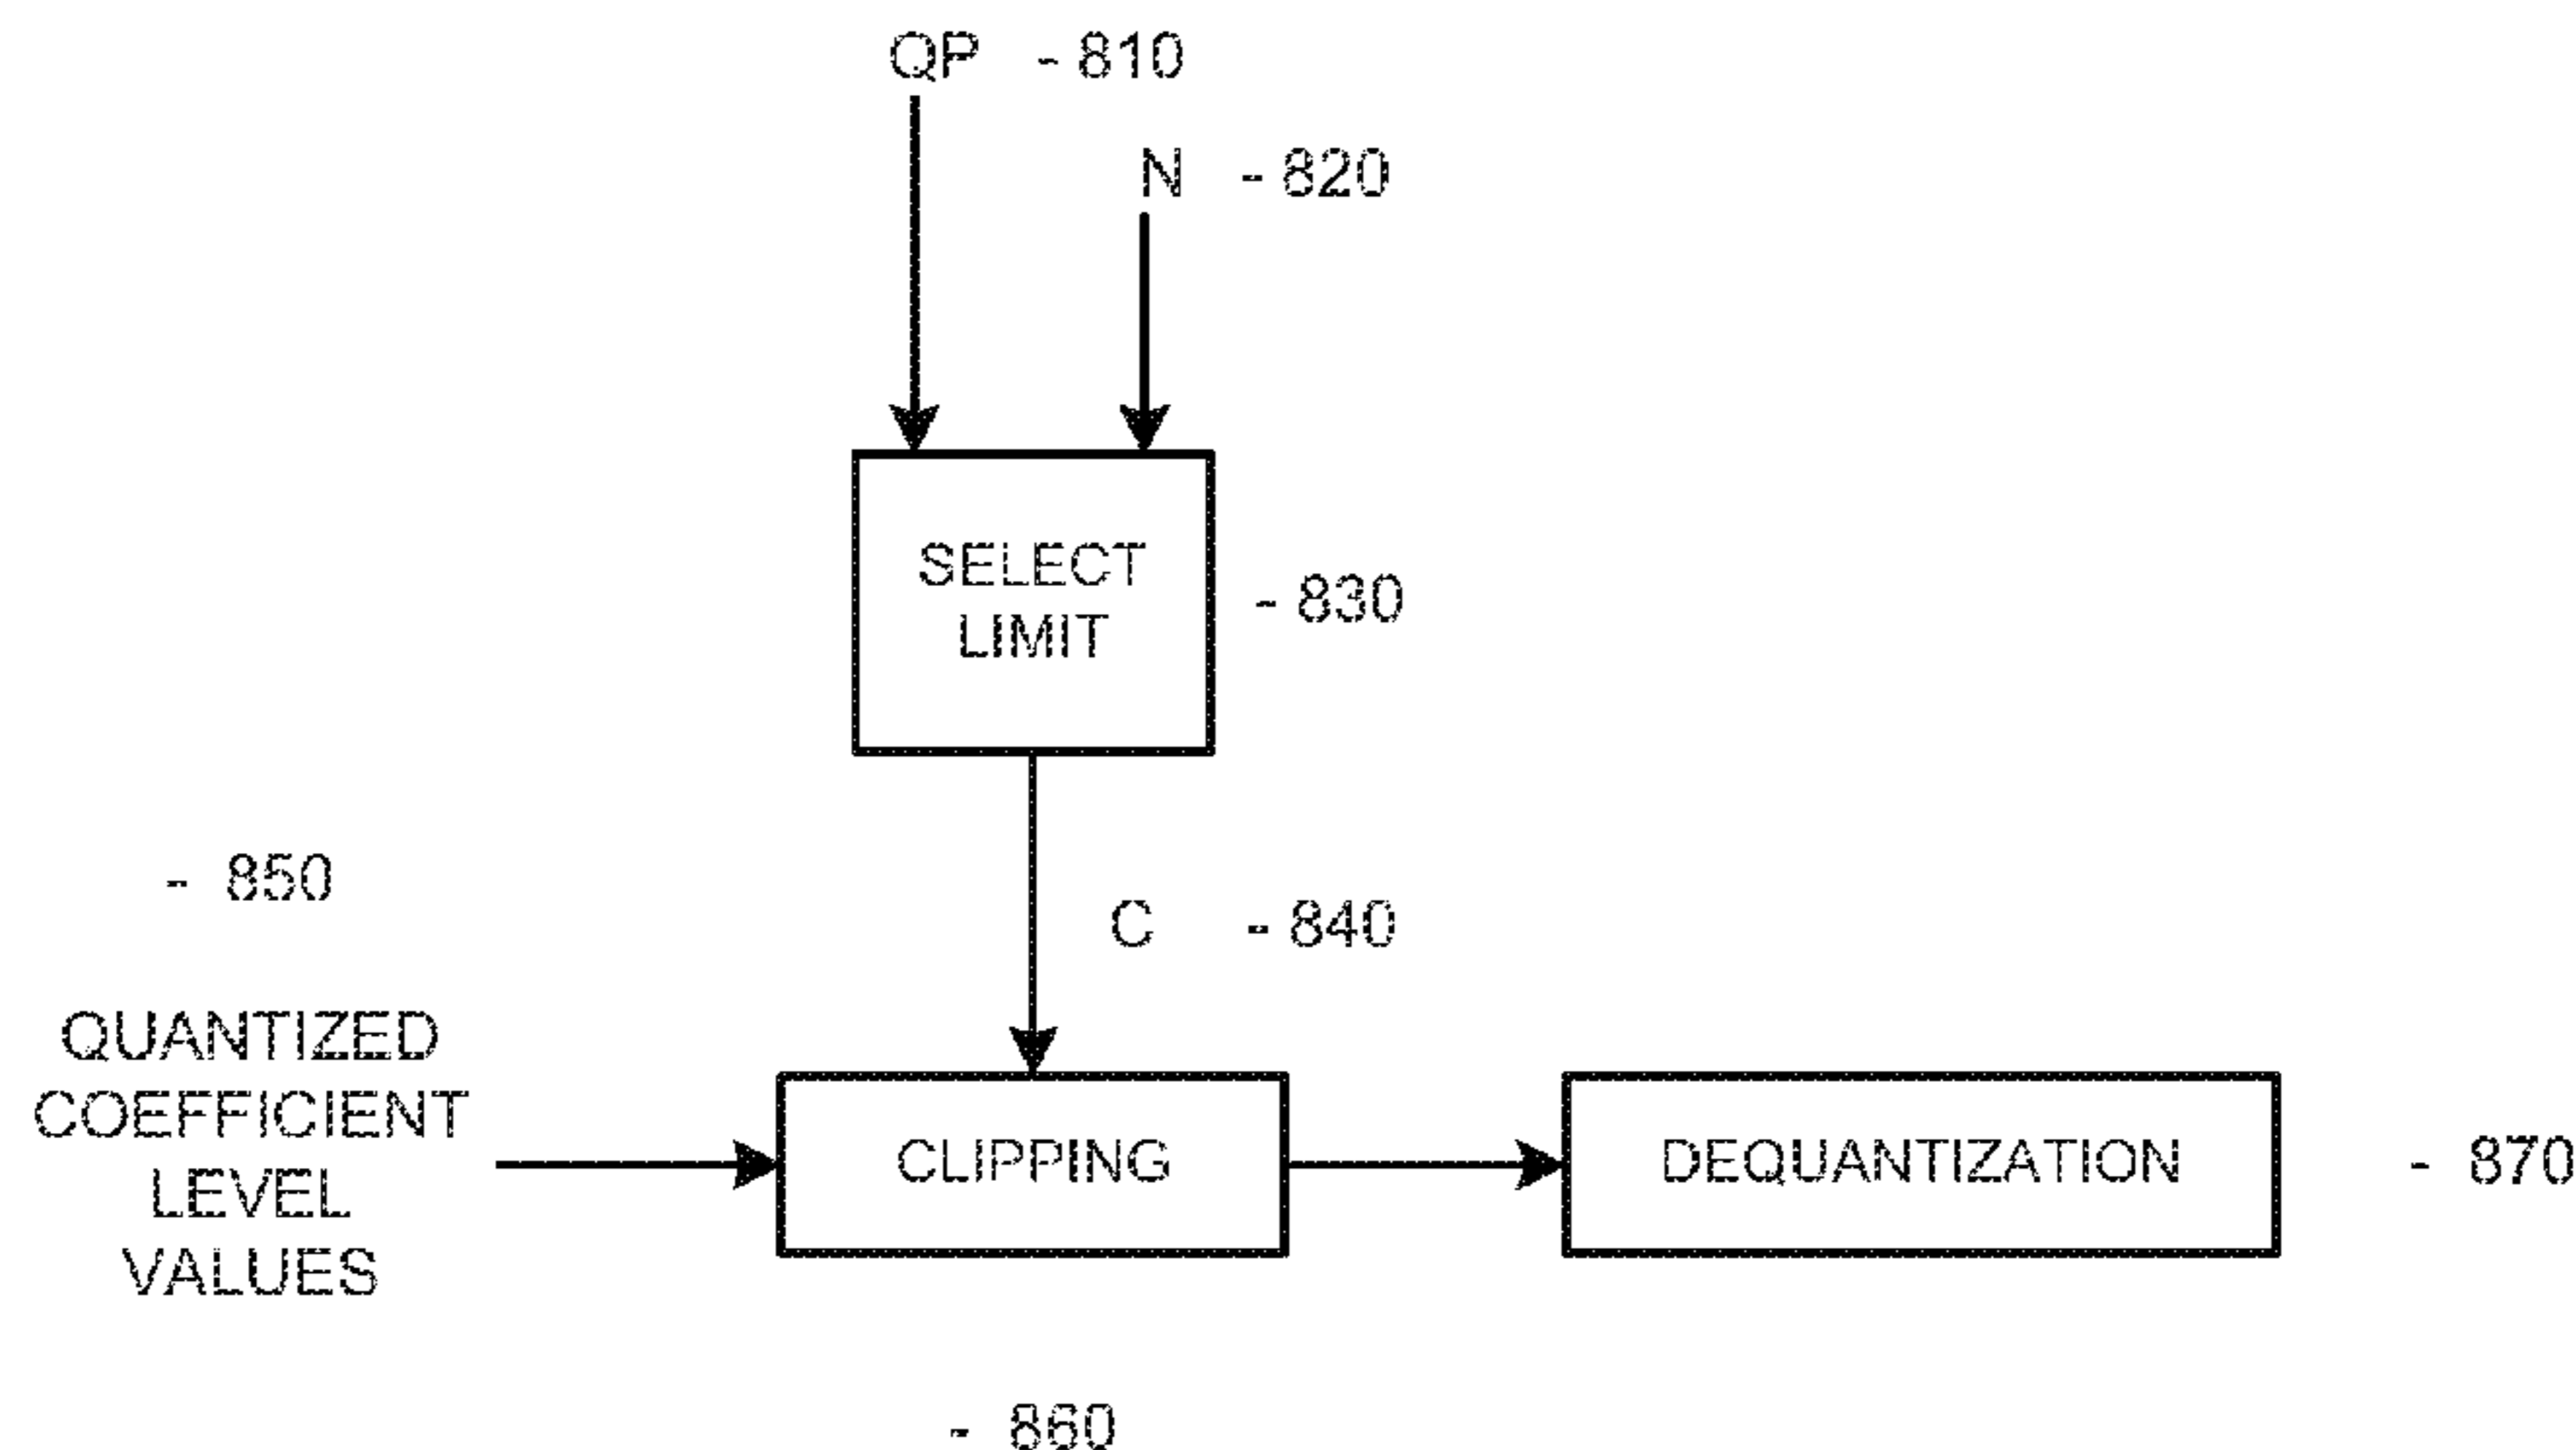 QP - 810
N - 820
SELECT
LIMIT
- 830
C - 840
- 850
QUANTIZED
COEFFICIENT
LEVEL
VALUES
CLIPPING
DEQUANTIZATION
- 870
- 860